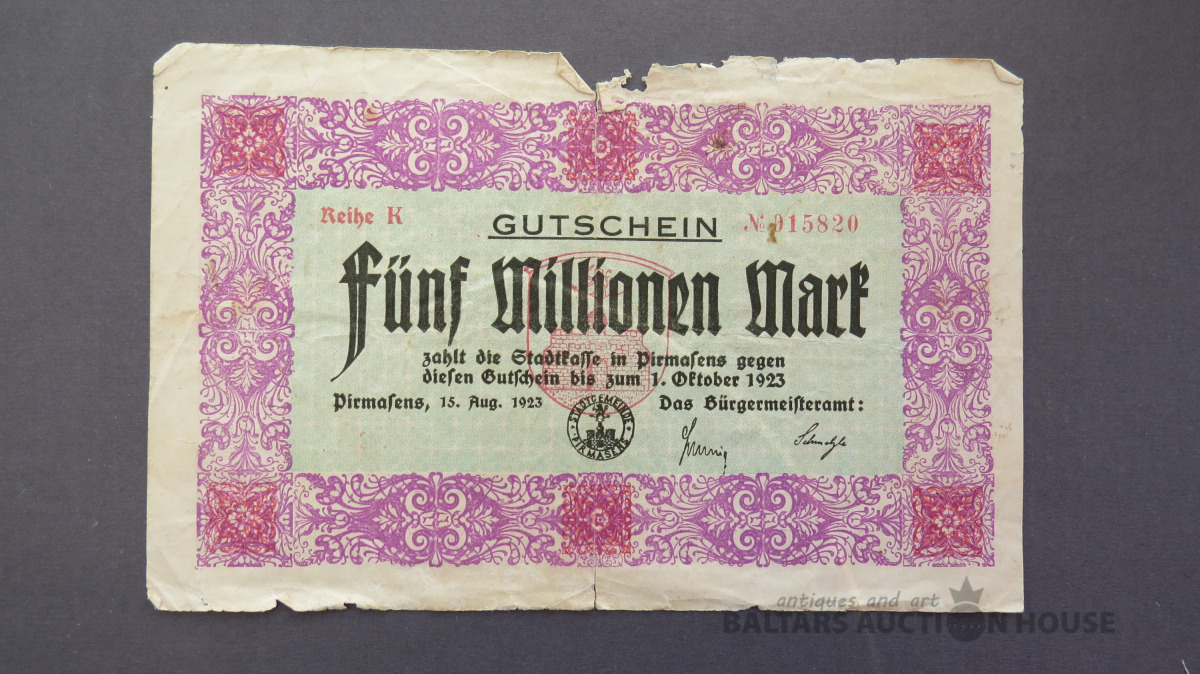 Reihe K
GUTSCHEIN
№ 015820
Fünf Millionen Mark
zahlt die Stadtkasse in Pirmasens gegen
diesen Gutschein bis zum 1. Oktober 1923
Pirmasens, 15. Aug. 1923
Das Bürgermeisteramt:
STADTGEMEINDE
PIRMASENS
antiques and art
BALTARS AUCTION HOUSE